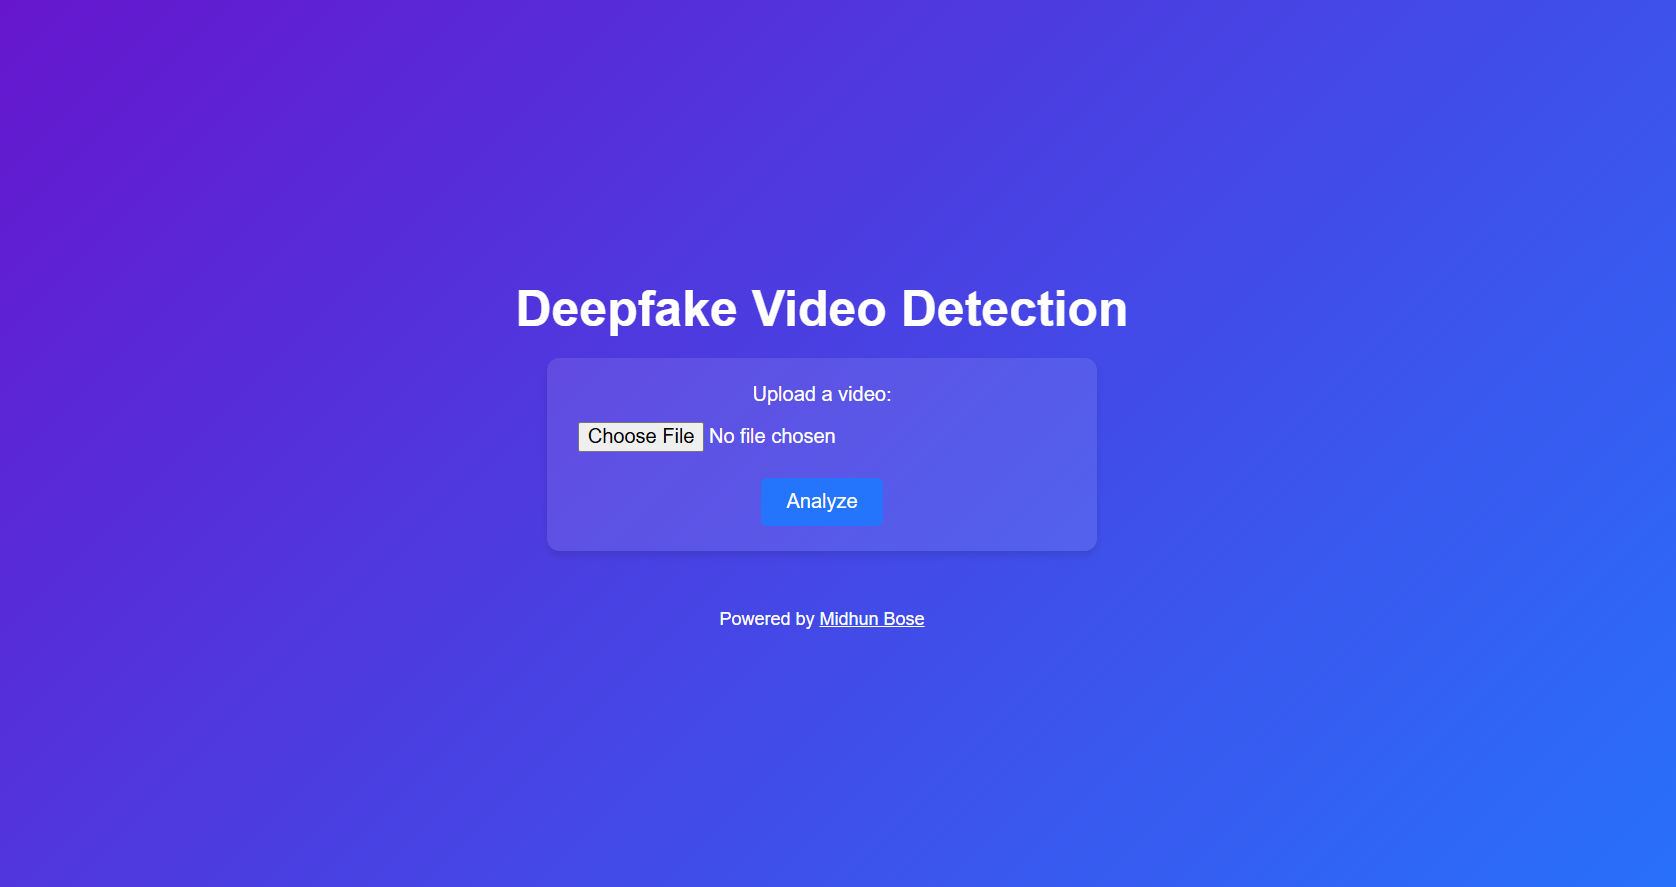 Deepfake Video Detection
Upload a video:
Choose File No file chosen
Analyze
Powered by Midhun Bose